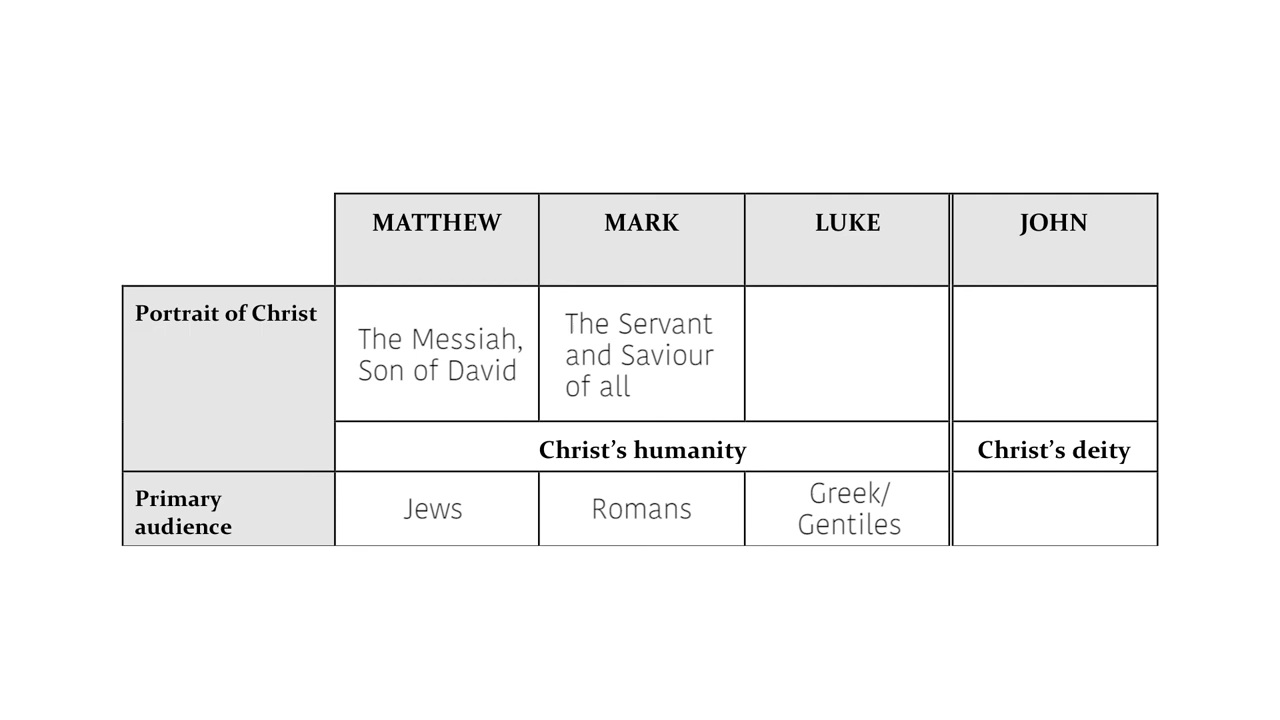 MATTHEW MARK LUKE JOHN
Portrait of Christ
The Messiah,
Son of David
The Servant
and Saviour
of all
Christ’s humanity
Christ’s deity
Primary
audience
Jews
Romans
Greek/
Gentiles